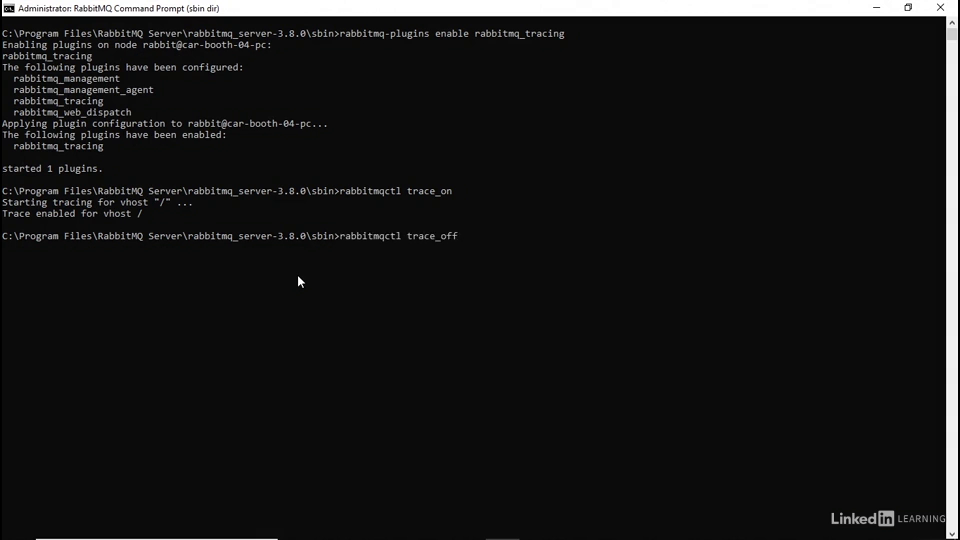 Administrator: RabbitMQ Command Prompt (sbin dir)
C:\Program Files\RabbitMQ Server\rabbitmq_server-3.8.0\sbin>rabbitmq-plugins enable rabbitmq_tracing
Enabling plugins on node rabbit@car-booth-04-pc:
rabbitmq_tracing
The following plugins have been configured:
  rabbitmq_management
  rabbitmq_management_agent
  rabbitmq_tracing
  rabbitmq_web_dispatch
Applying plugin configuration to rabbit@car-booth-04-pc...
The following plugins have been enabled:
  rabbitmq_tracing
started 1 plugins.
C:\Program Files\RabbitMQ Server\rabbitmq_server-3.8.0\sbin>rabbitmqctl trace_on
Starting tracing for vhost "/" ...
Trace enabled for vhost /
C:\Program Files\RabbitMQ Server\rabbitmq_server-3.8.0\sbin>rabbitmqctl trace_off
LinkedIn LEARNING